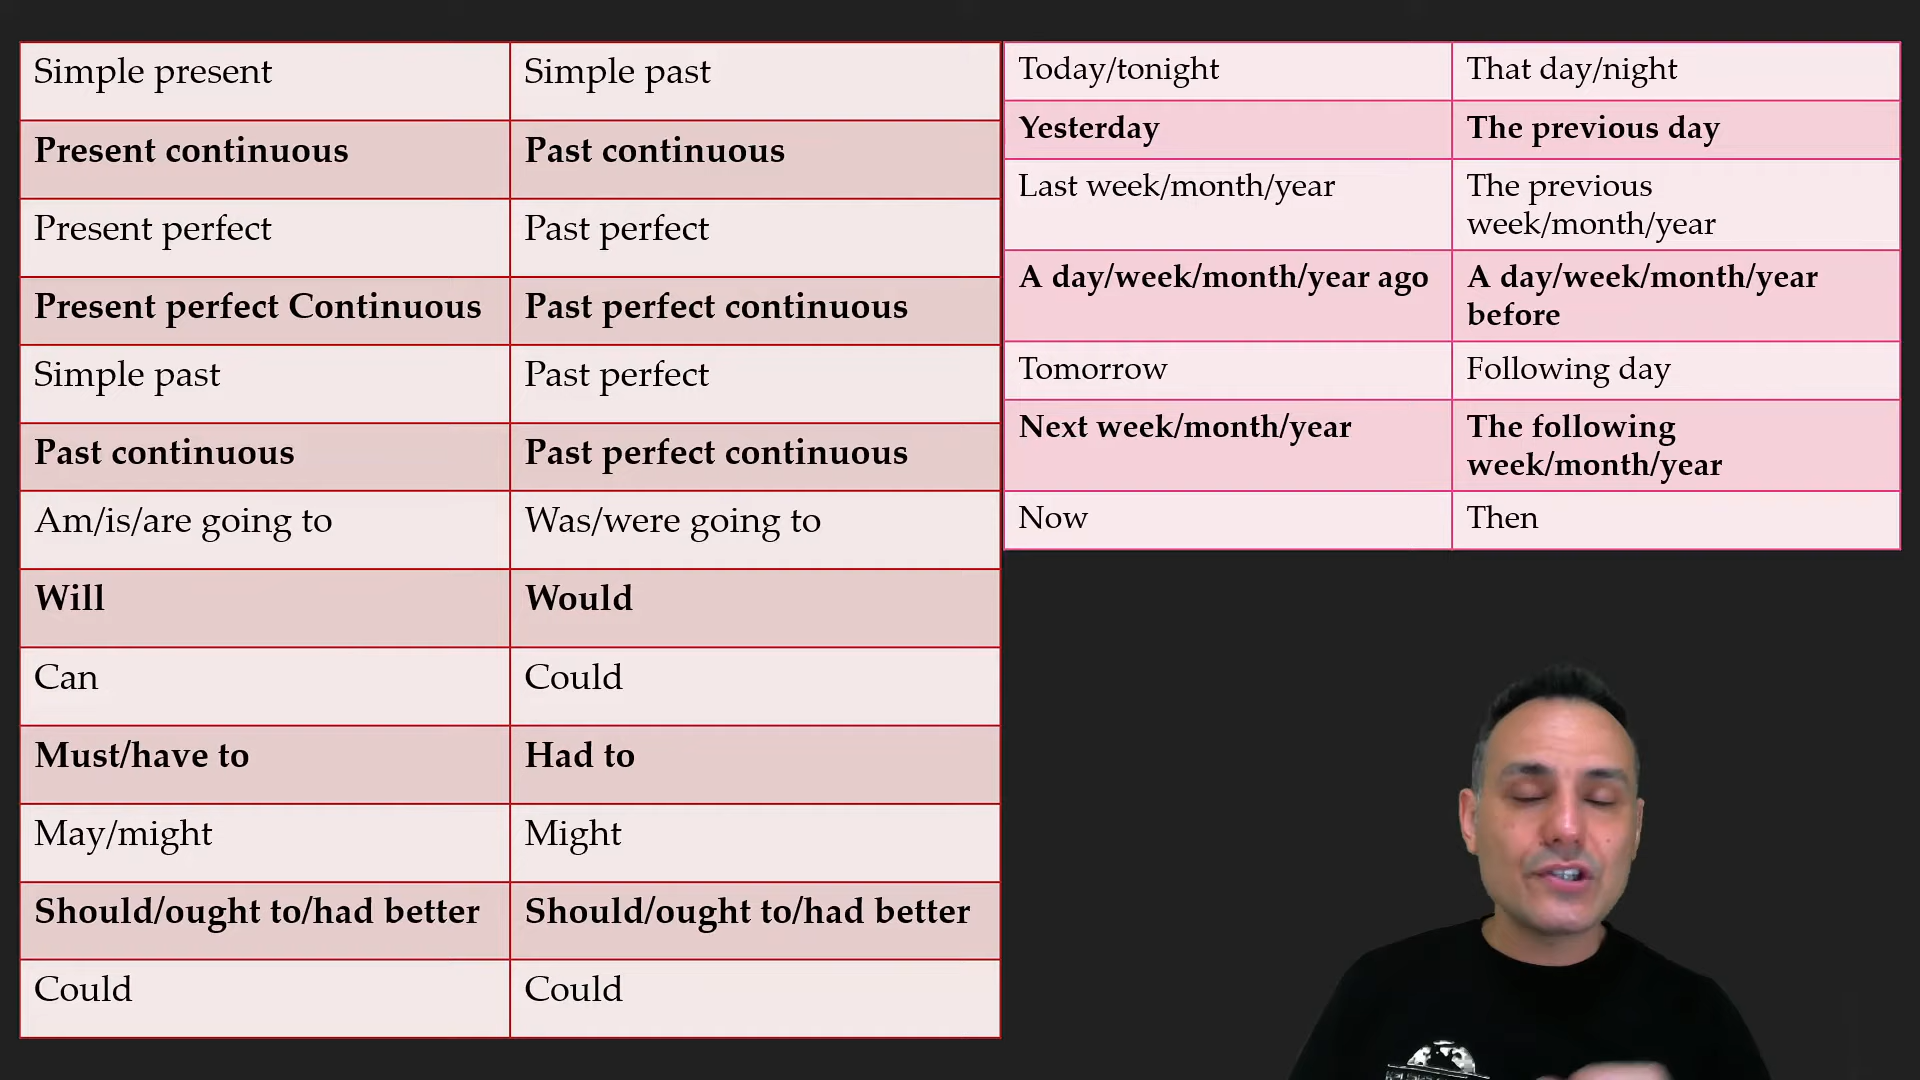 Simple present
Simple past
Present continuous
Past continuous
Present perfect
Past perfect
Present perfect Continuous
Past perfect continuous
Simple past
Past perfect
Past continuous
Past perfect continuous
Am/is/are going to
Was/were going to
Will
Would
Can
Could
Must/have to
Had to
May/might
Might
Should/ought to/had better
Should/ought to/had better
Could
Could
Today/tonight
That day/night
Yesterday
The previous day
Last week/month/year
The previous
week/month/year
A day/week/month/year ago
A day/week/month/year
before
Tomorrow
Following day
Next week/month/year
The following
week/month/year
Now
Then